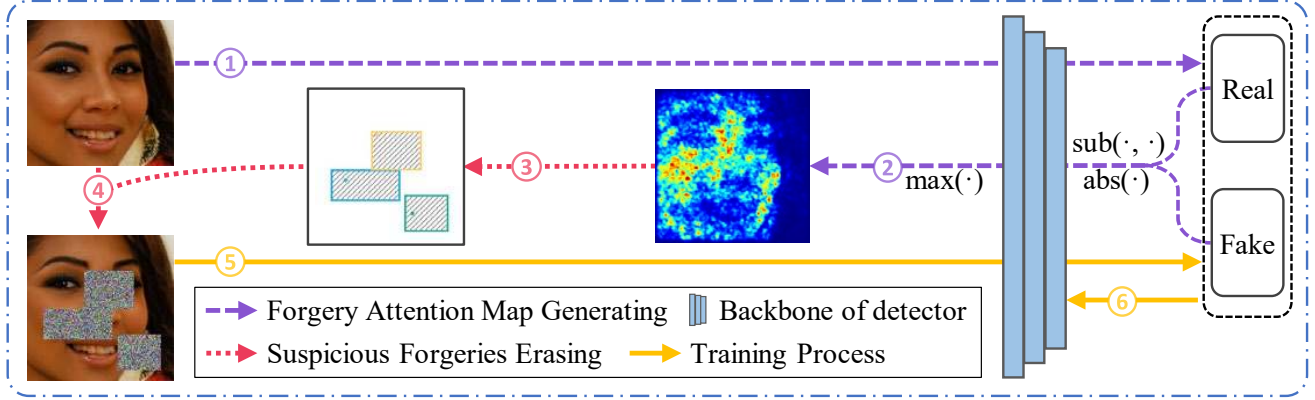 1
Real
sub(·, ·)
3
2
4
max(·)
abs(·)
Fake
5
6
Forgery Attention Map Generating
Backbone of detector
Suspicious Forgeries Erasing
Training Process